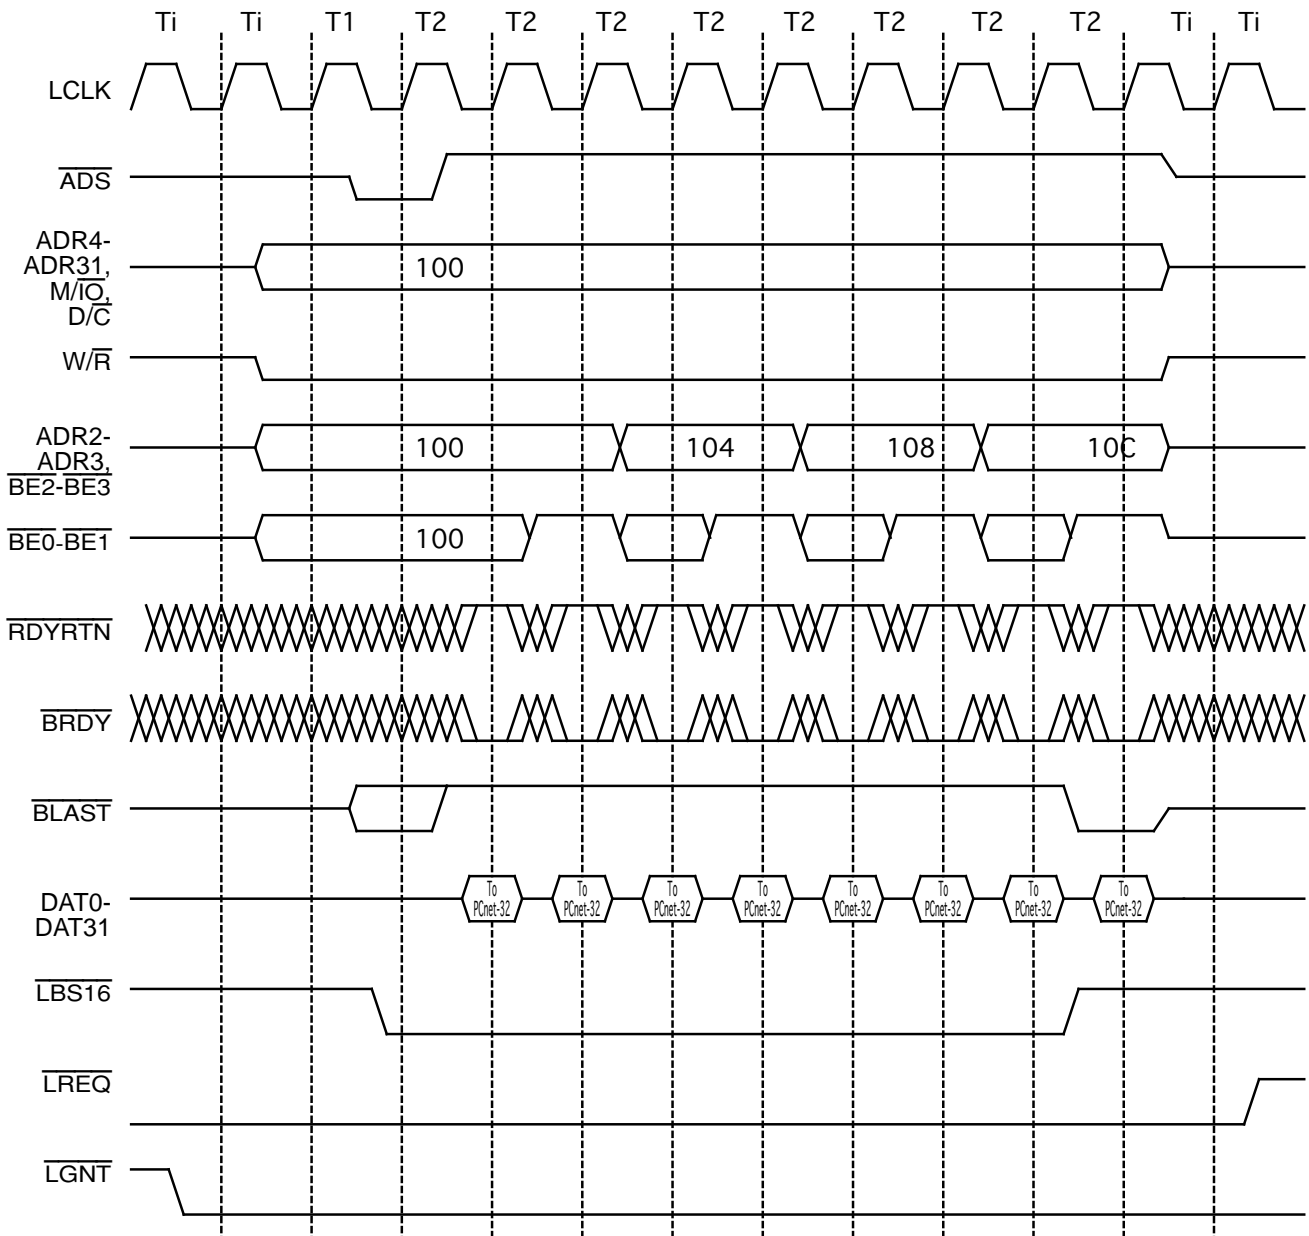 Ti Ti T1 T2 T2 T2 T2 T2 T2 T2 T2 Ti Ti
LCLK
ADS
ADR4-
ADR31,
M/IO,
D/C
100
W/R
ADR2-
ADR3,
BE2-BE3
100 104 108 10C
BE0-BE1
100
RDYRTN
BRDY
BLAST
DAT0-
DAT31
To To To To To To To To
PCnet-32 PCnet-32 PCnet-32 PCnet-32 PCnet-32 PCnet-32 PCnet-32 PCnet-32
LBS16
LREQ
LGNT